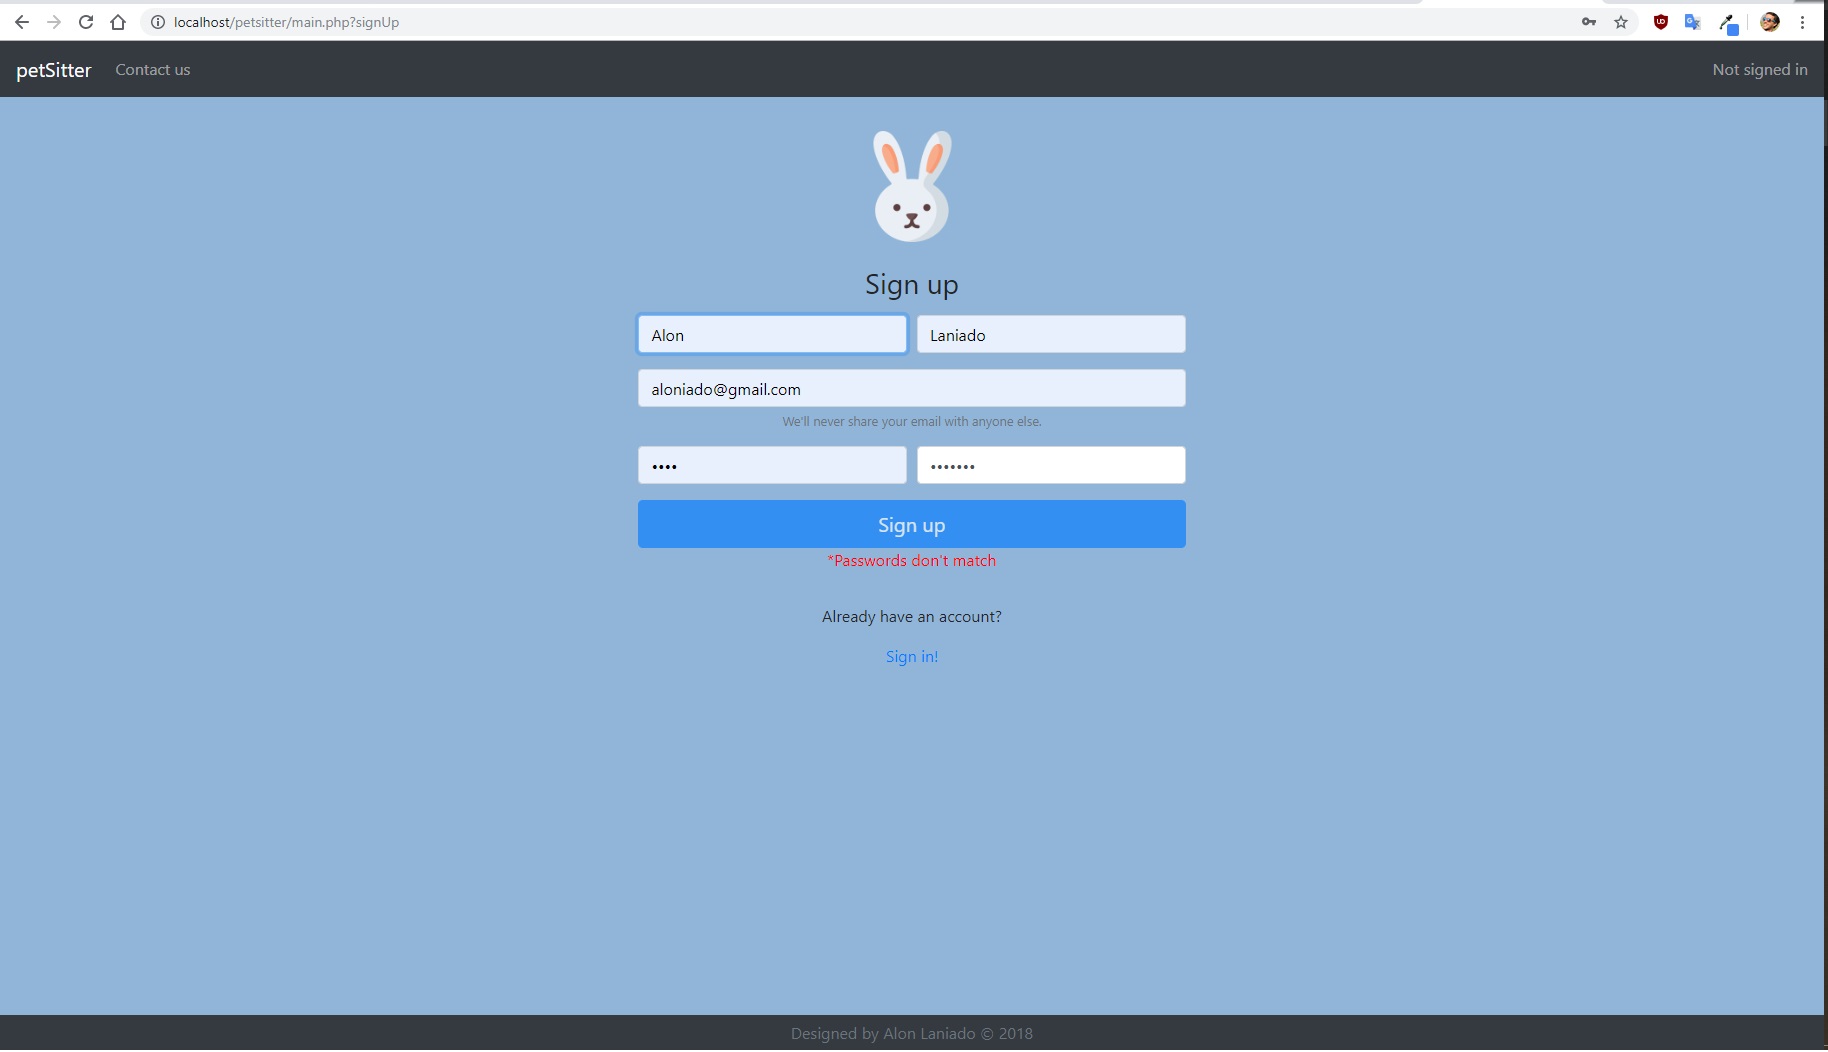 localhost/petsitter/main.php?signUp
petSitter Contact us Not signed in
Sign up
Alon Laniado
aloniado@gmail.com
We'll never share your email with anyone else.
•••• •••••••
Sign up
*Passwords don't match
Already have an account?
Sign in!
Designed by Alon Laniado © 2018